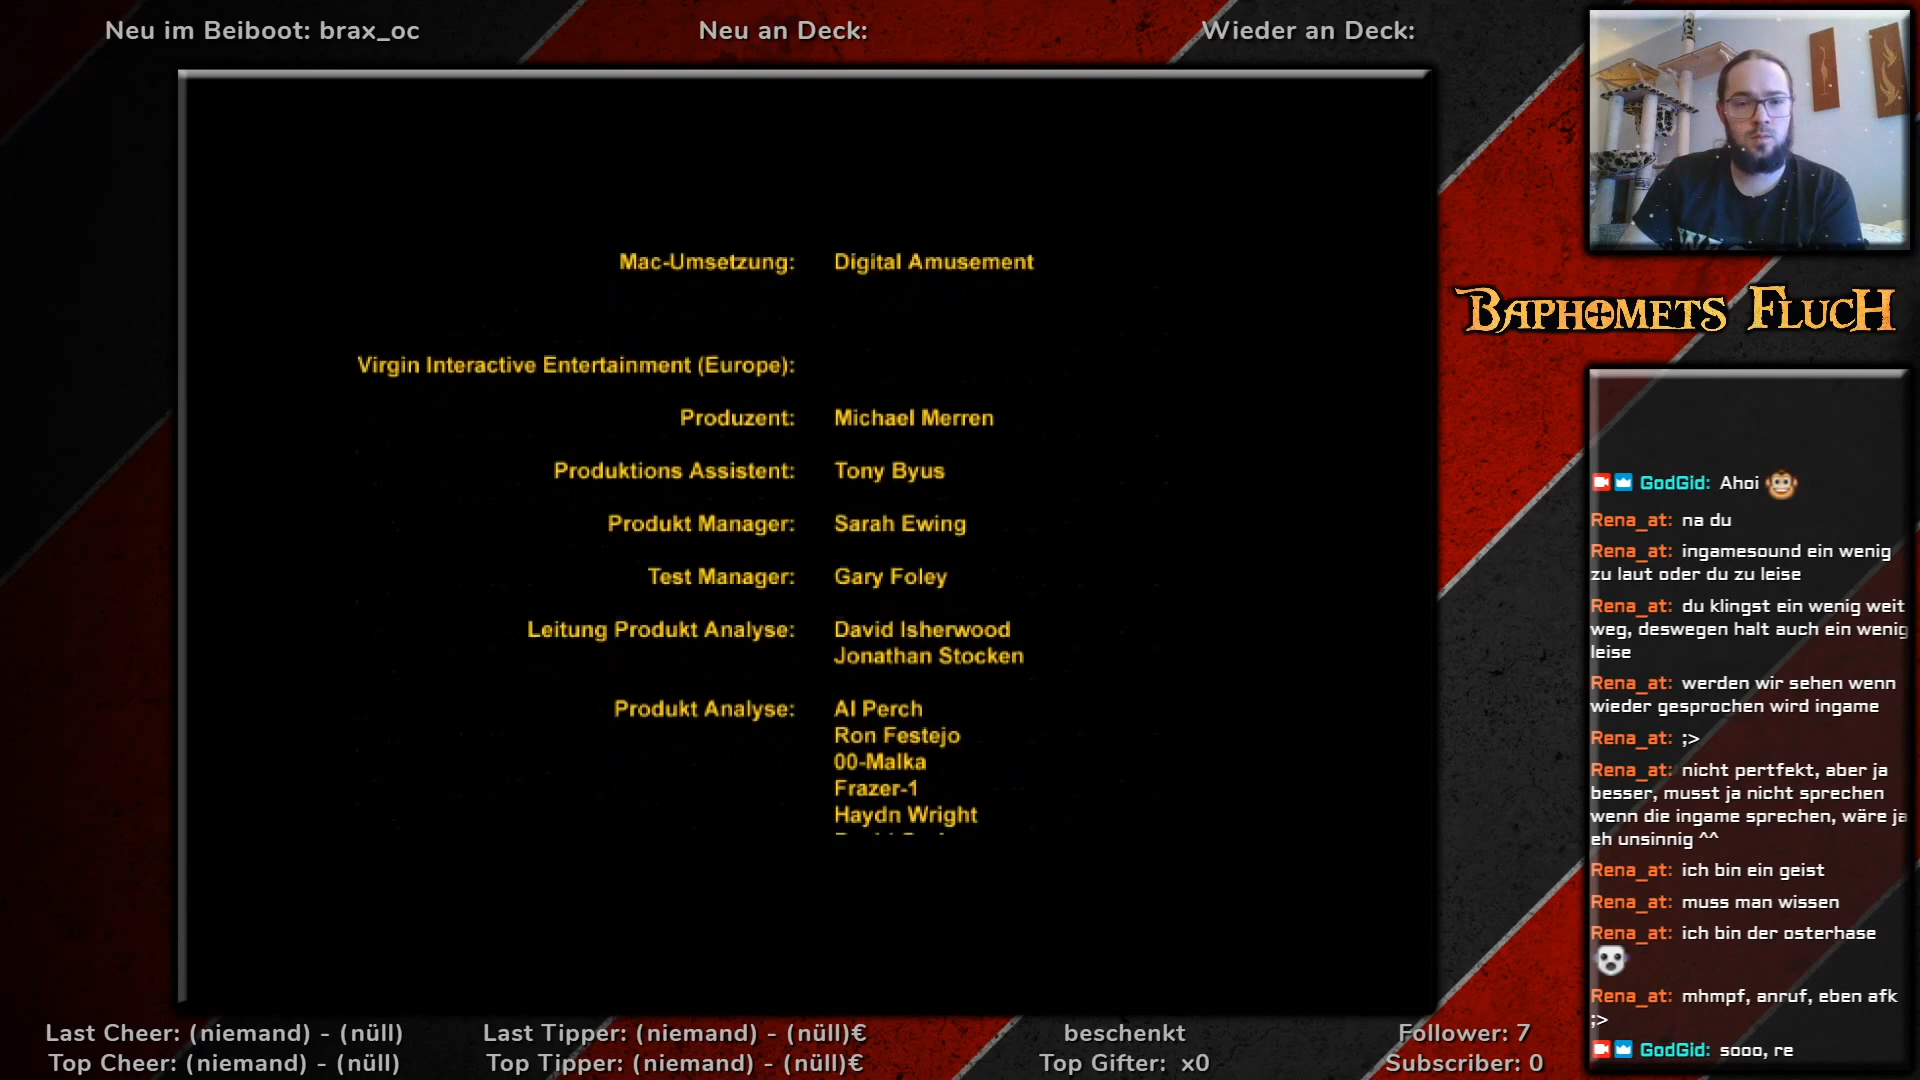 Neu im Beiboot: brax_oc
Neu an Deck:
Wieder an Deck:
Mac-Umsetzung: Digital Amusement
Virgin Interactive Entertainment (Europe):
Produzent: Michael Merren
Produktions Assistent: Tony Byus
Produkt Manager: Sarah Ewing
Test Manager: Gary Foley
Leitung Produkt Analyse: David Isherwood
Jonathan Stocken
Produkt Analyse: Al Perch
Ron Festejo
00-Malka
Frazer-1
Haydn Wright
BAPHOMETS FLUCH
GodGid: Ahoi
Rena_at: na du
Rena_at: ingamesound ein wenig
zu laut oder du zu leise
Rena_at: du klingst ein wenig weit
weg, deswegen halt auch ein wenig
leise
Rena_at: werden wir sehen wenn
wieder gesprochen wird ingame
Rena_at: ;>
Rena_at: nicht pertfekt, aber ja
besser, musst ja nicht sprechen
wenn die ingame sprechen, wäre ja
eh unsinnig ^^
Rena_at: ich bin ein geist
Rena_at: muss man wissen
Rena_at: ich bin der osterhase
Rena_at: mhmpf, anruf, eben afk
;>
GodGid: sooo, re
Last Cheer: (niemand) - (nüll)
Top Cheer: (niemand) - (nüll)
Last Tipper: (niemand) - (nüll)€
Top Tipper: (niemand) - (nüll)€
beschenkt
Top Gifter: x0
Follower: 7
Subscriber: 0